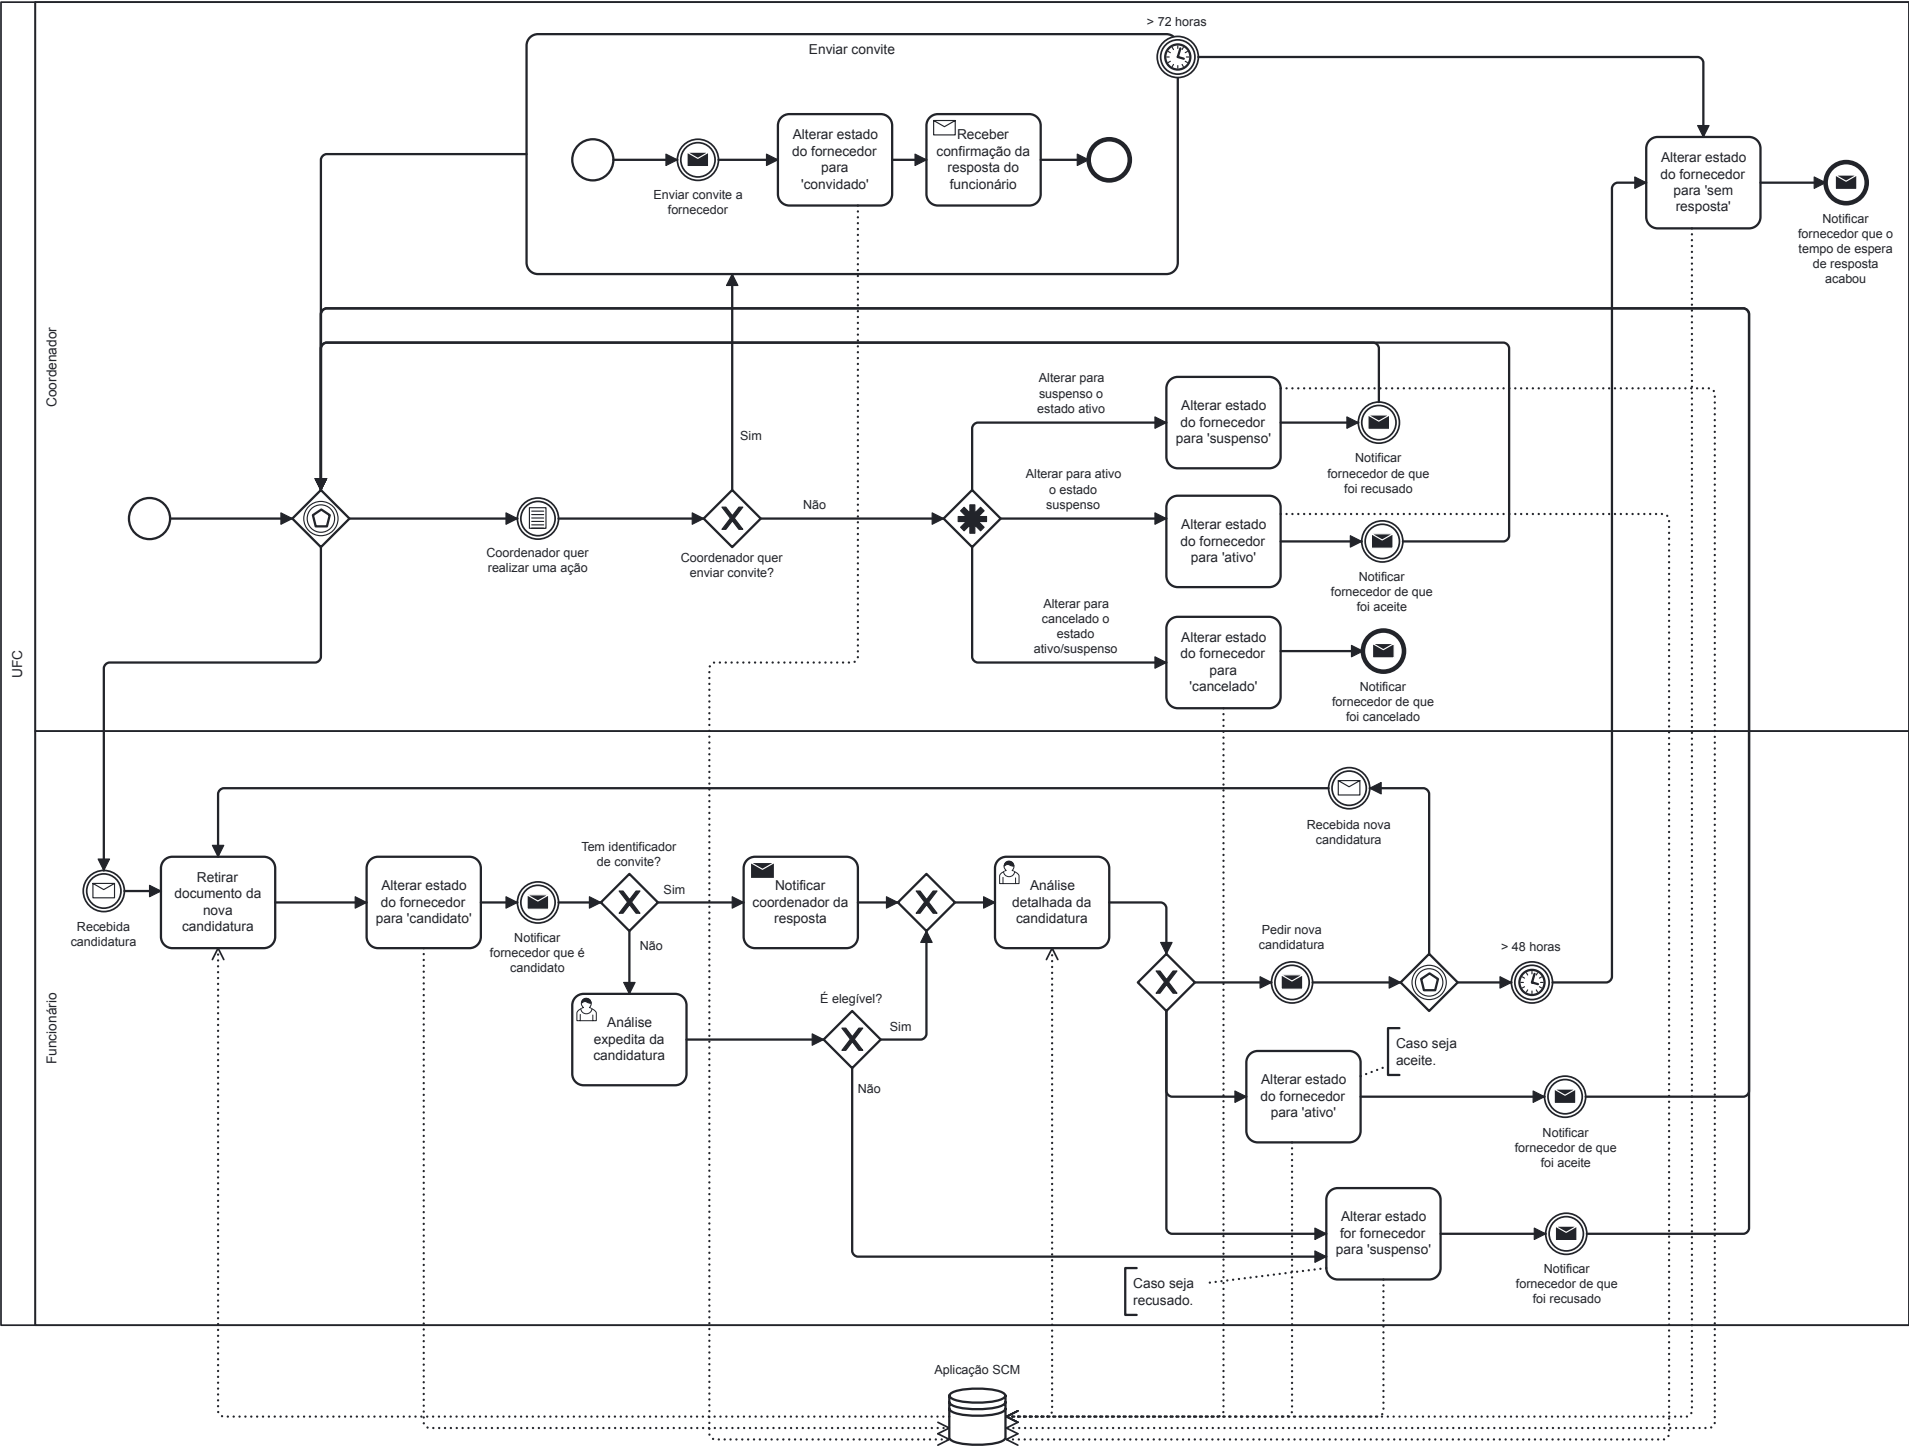 > 72 horas
Enviar convite
Alterar estado
do fornecedor
para
'convidado'
Receber
confirmação da
resposta do
funcionário
Enviar convite a
fornecedor
Alterar estado
do fornecedor
para 'sem
resposta'
Notificar
fornecedor que o
tempo de espera
de resposta
acabou
Coordenador
UFC
Alterar para
suspenso o
estado ativo
Alterar estado
do fornecedor
para 'suspenso'
Notificar
fornecedor de que
foi recusado
Sim
Não
Coordenador quer
realizar uma ação
Coordenador quer
enviar convite?
Alterar para ativo
o estado
suspenso
Alterar estado
do fornecedor
para 'ativo'
Notificar
fornecedor de que
foi aceite
Alterar para
cancelado o
estado
ativo/suspenso
Alterar estado
do fornecedor
para
'cancelado'
Notificar
fornecedor de que
foi cancelado
Funcionário
Recebida nova
candidatura
Recebida
candidatura
Retirar
documento da
nova
candidatura
Alterar estado
do fornecedor
para 'candidato'
Notificar
fornecedor que é
candidato
Tem identificador
de convite?
Sim
Não
Notificar
coordenador da
resposta
Análise
detalhada da
candidatura
Análise
expedita da
candidatura
É elegível?
Sim
Não
Pedir nova
candidatura
> 48 horas
Caso seja
aceite.
Alterar estado
do fornecedor
para 'ativo'
Notificar
fornecedor de que
foi aceite
Alterar estado
for fornecedor
para 'suspenso'
Notificar
fornecedor de que
foi recusado
Caso seja
recusado.
Aplicação SCM